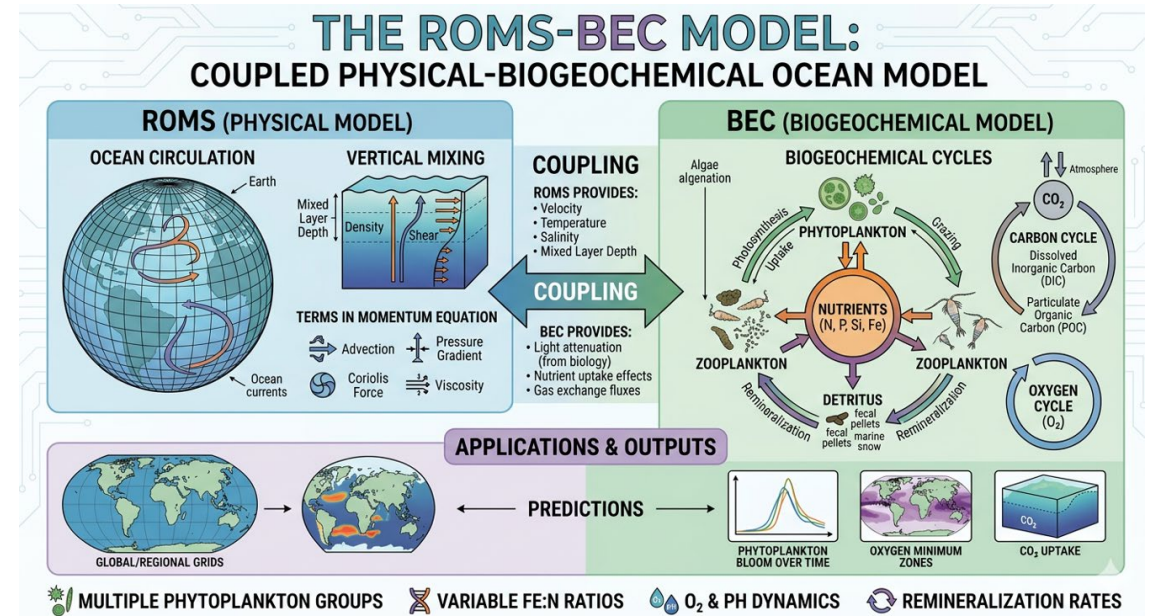 THE ROMS-BEC MODEL:
COUPLED PHYSICAL-BIOGEOCHEMICAL OCEAN MODEL
ROMS (PHYSICAL MODEL)
OCEAN CIRCULATION
Earth
Ocean
currents
VERTICAL MIXING
Mixed
Layer
Depth
Density
Shear
TERMS IN MOMENTUM EQUATION
Advection
Pressure
Gradient
Coriolis
Force
Viscosity
COUPLING
ROMS PROVIDES:
• Velocity
• Temperature
• Salinity
• Mixed Layer Depth
COUPLING
BEC PROVIDES:
• Light attenuation
(from biology)
• Nutrient uptake effects
• Gas exchange fluxes
BEC (BIOGEOCHEMICAL MODEL)
BIOGEOCHEMICAL CYCLES
Algae
algenation
Photosynthesis
Uptake
PHYTOPLANKTON
Grazing
NUTRIENTS
(N, P, Si, Fe)
ZOOPLANKTON
ZOOPLANKTON
Remineralization
DETRITUS
fecal
pellets
fecal
pellets
marine
snow
Remineralization
Atmosphere
CO₂
CARBON CYCLE
Dissolved
Inorganic Carbon
(DIC)
Particulate
Organic
Carbon (POC)
OXYGEN
CYCLE
(O₂)
APPLICATIONS & OUTPUTS
GLOBAL/REGIONAL GRIDS
PREDICTIONS
PHYTOPLANKTON
BLOOM OVER TIME
OXYGEN MINIMUM
ZONES
CO₂
CO₂ UPTAKE
MULTIPLE PHYTOPLANKTON GROUPS
VARIABLE FE:N RATIOS
O₂ & PH DYNAMICS
REMINERALIZATION RATES